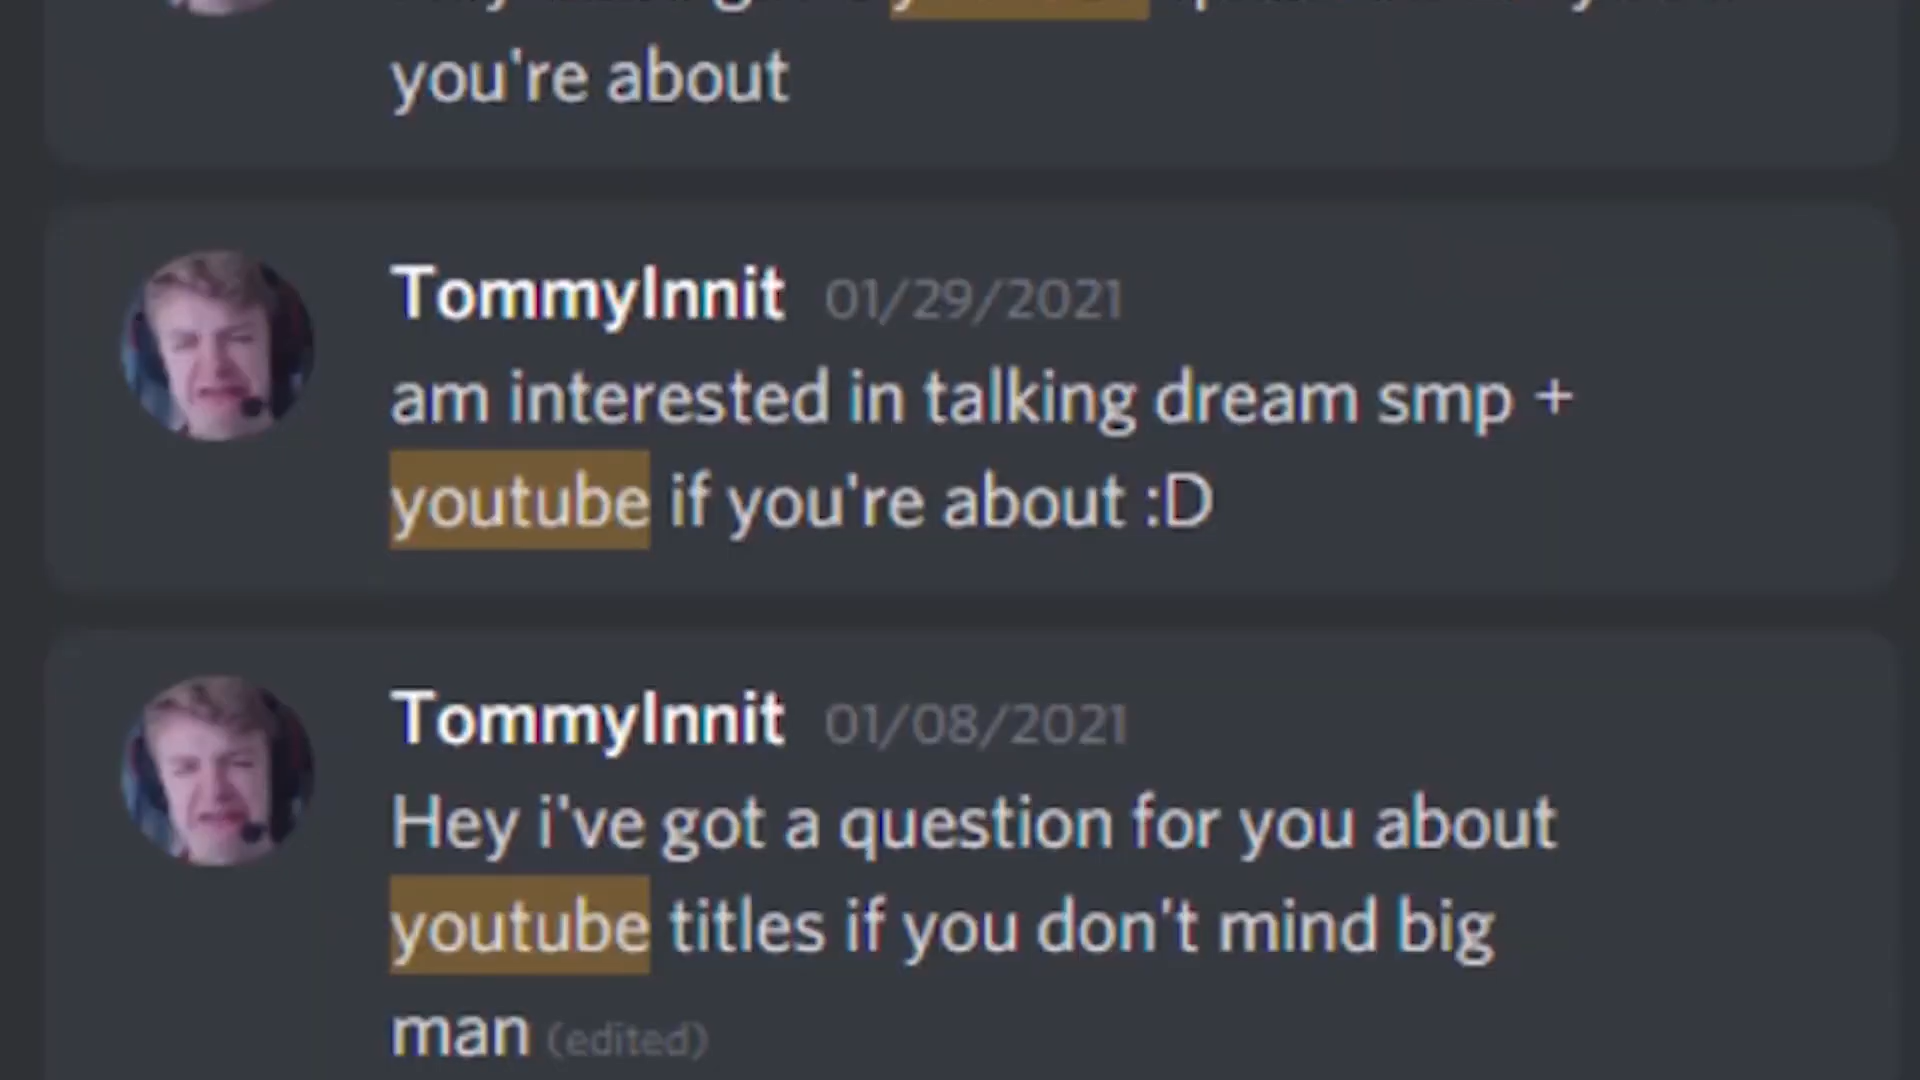 you're about
TommyInnit 01/29/2021
am interested in talking dream smp +
youtube if you're about :D
TommyInnit 01/08/2021
Hey i've got a question for you about
youtube titles if you don't mind big
man (edited)